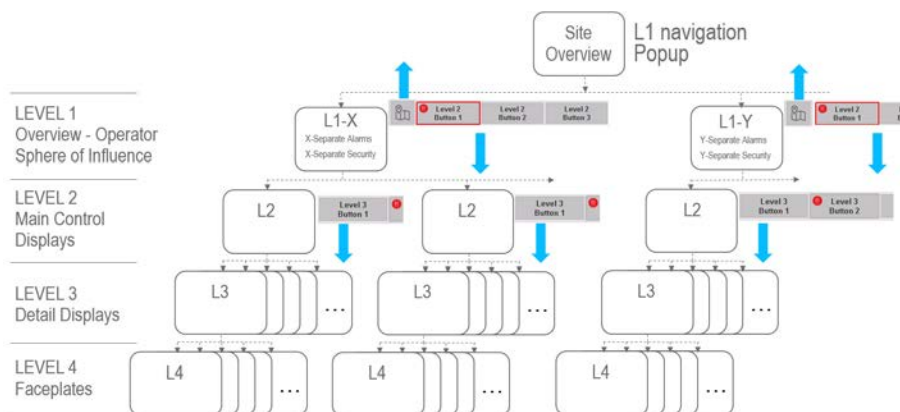 Site
Overview
L1 navigation
Popup
LEVEL 1
Overview - Operator
Sphere of Influence
L1-X
X-Separate Alarms
X-Separate Security
Level 2
Button 1
Level 2
Button 2
Level 2
Button 3
L1-Y
Y-Separate Alarms
Y-Separate Security
Level 2
Button 1
LEVEL 2
Main Control
Displays
L2
Level 3
Button 1
L2
Level 3
Button 1
L2
Level 3
Button 1
Level 3
Button 2
LEVEL 3
Detail Displays
L3
...
L3
...
L3
...
LEVEL 4
Faceplates
L4
...
L4
...
L4
...